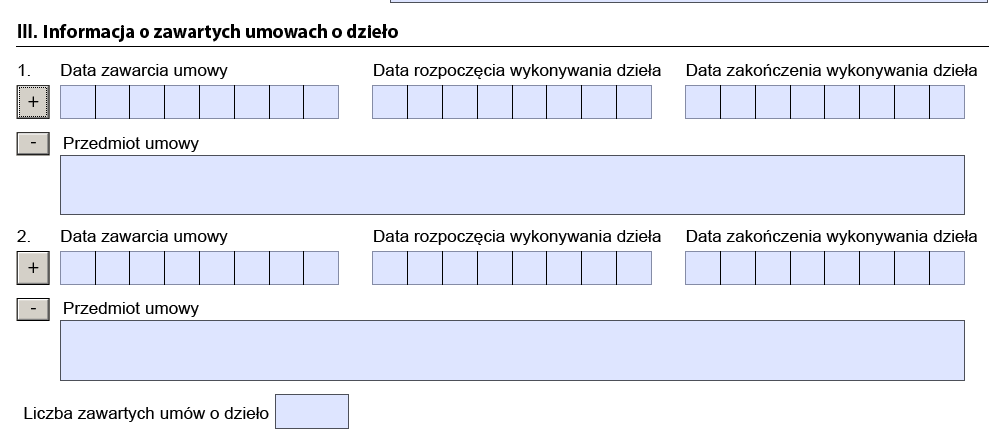 III. Informacja o zawartych umowach o dzieło
1. Data zawarcia umowy Data rozpoczęcia wykonywania dzieła Data zakończenia wykonywania dzieła
+
- Przedmiot umowy
2. Data zawarcia umowy Data rozpoczęcia wykonywania dzieła Data zakończenia wykonywania dzieła
+
- Przedmiot umowy
Liczba zawartych umów o dzieło